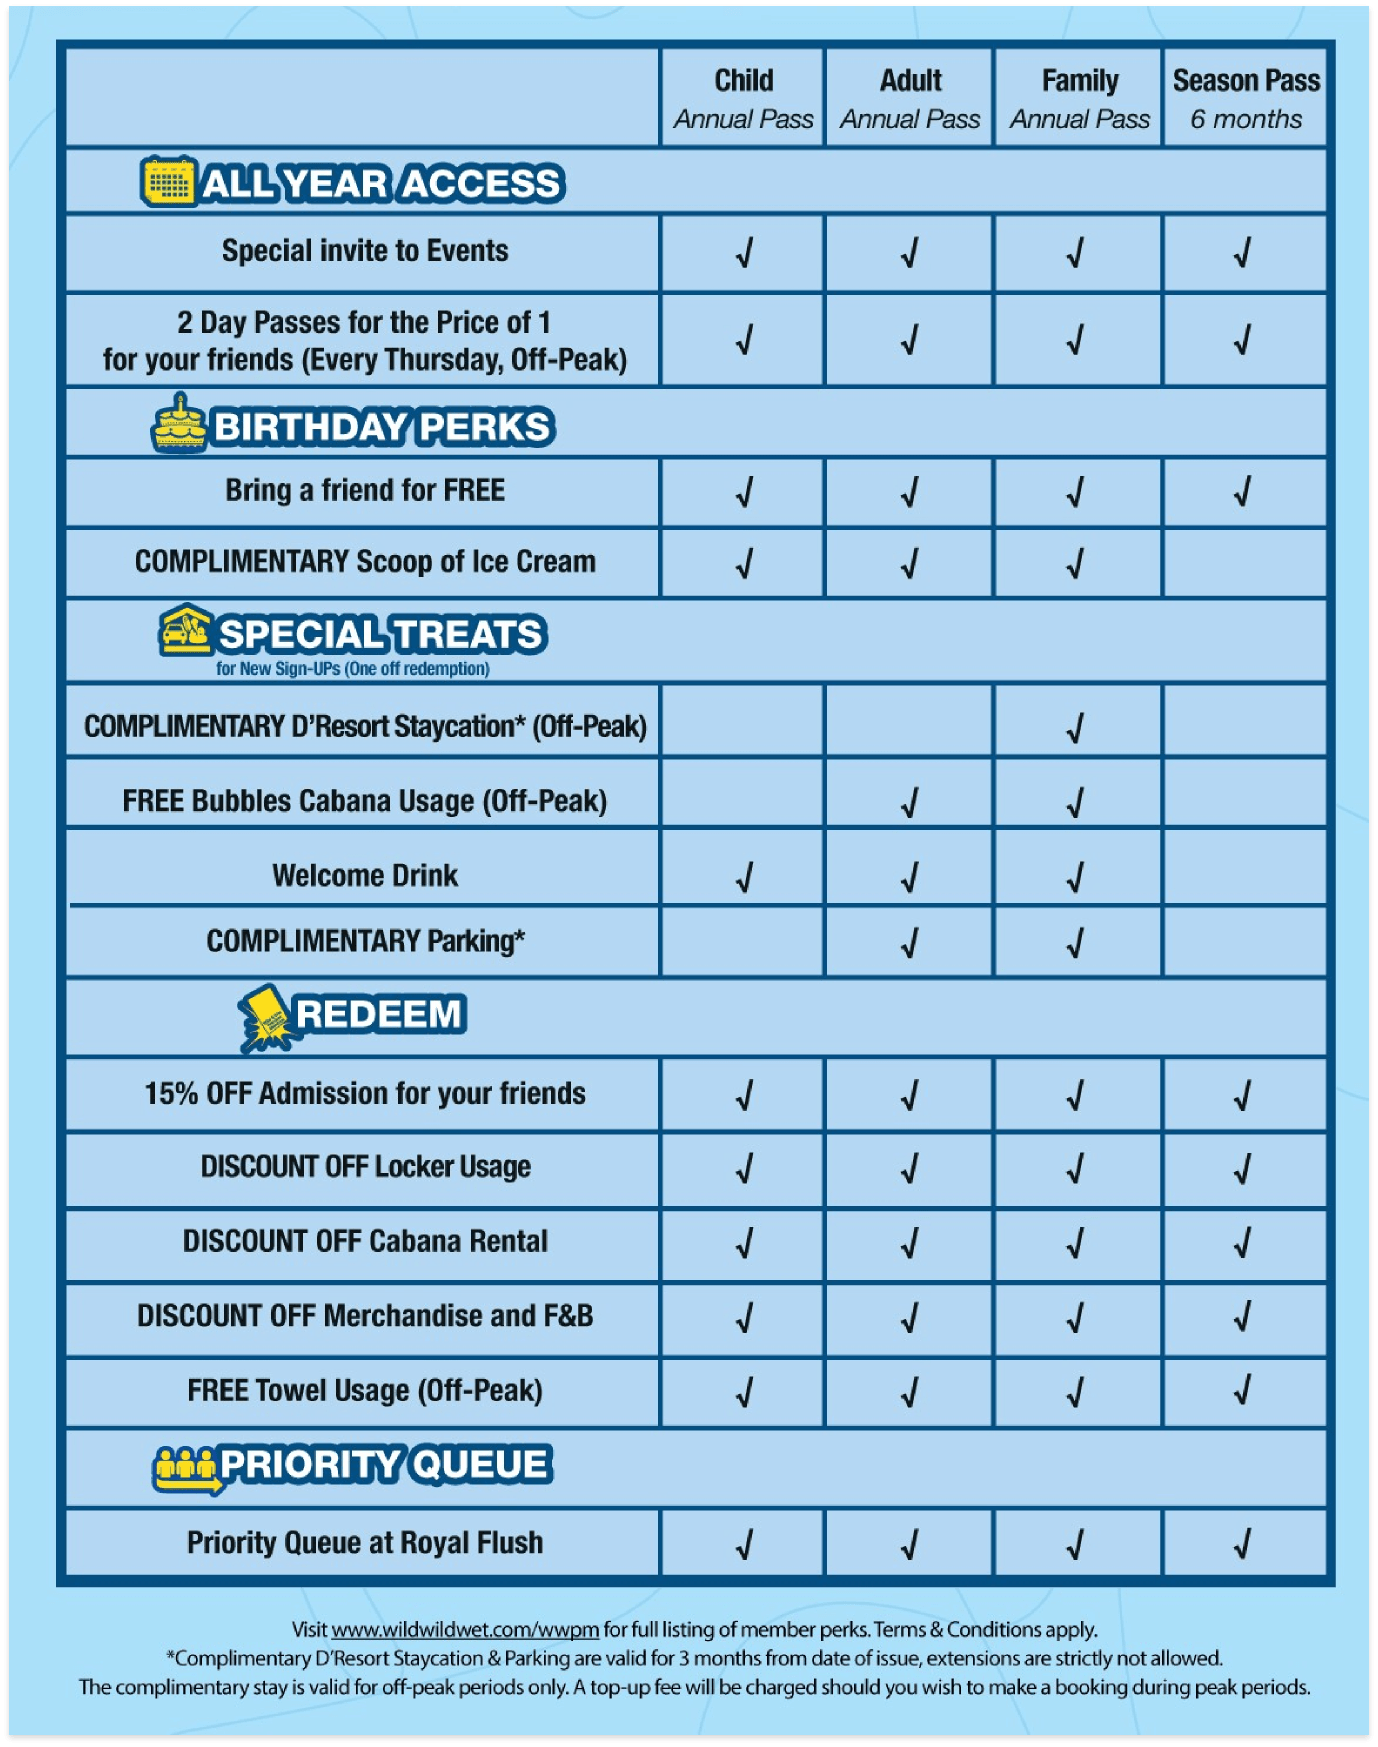 Child Adult Family Season Pass
Annual Pass Annual Pass Annual Pass 6 months
ALL YEAR ACCESS
Special invite to Events √ √ √ √
2 Day Passes for the Price of 1
for your friends (Every Thursday, Off-Peak) √ √ √ √
BIRTHDAY PERKS
Bring a friend for FREE √ √ √ √
COMPLIMENTARY Scoop of Ice Cream √ √ √
SPECIAL TREATS
for New Sign-UPs (One off redemption)
COMPLIMENTARY D'Resort Staycation* (Off-Peak) √
FREE Bubbles Cabana Usage (Off-Peak) √ √
Welcome Drink √ √ √
COMPLIMENTARY Parking* √ √
REDEEM
15% OFF Admission for your friends √ √ √ √
DISCOUNT OFF Locker Usage √ √ √ √
DISCOUNT OFF Cabana Rental √ √ √ √
DISCOUNT OFF Merchandise and F&B √ √ √ √
FREE Towel Usage (Off-Peak) √ √ √ √
PRIORITY QUEUE
Priority Queue at Royal Flush √ √ √ √
Visit www.wildwildwet.com/wwpm for full listing of member perks. Terms & Conditions apply.
*Complimentary D'Resort Staycation & Parking are valid for 3 months from date of issue, extensions are strictly not allowed.
The complimentary stay is valid for off-peak periods only. A top-up fee will be charged should you wish to make a booking during peak periods.